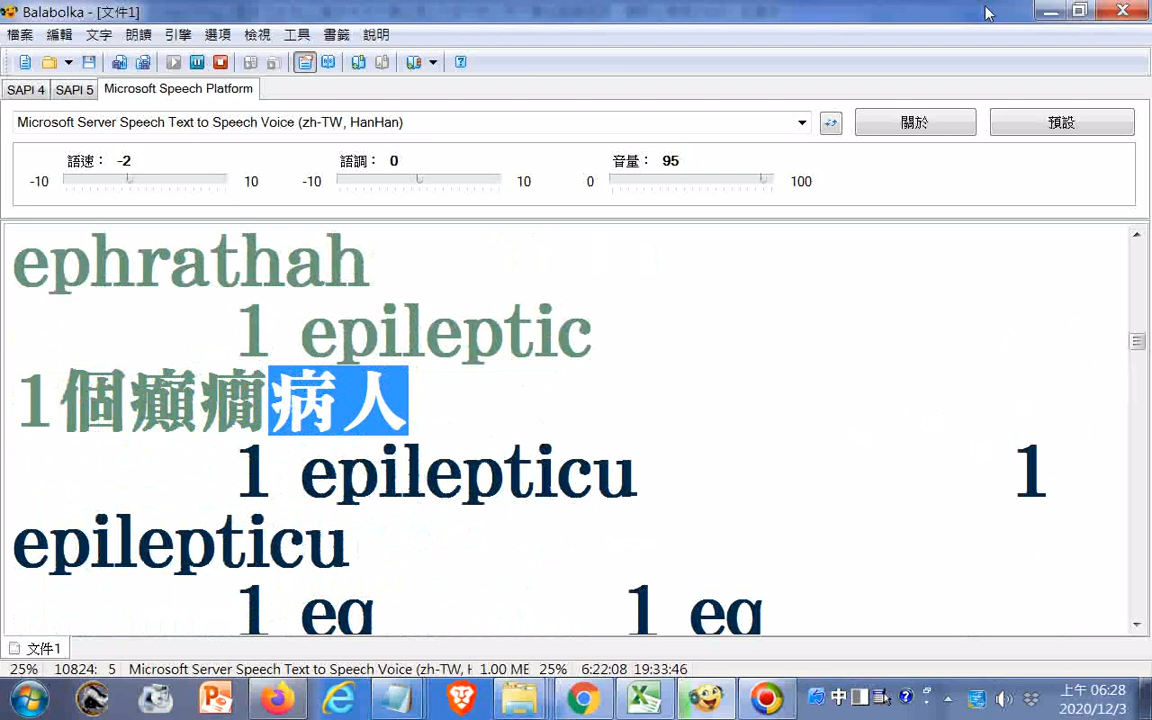 Balabolka - [文件1]
檔案 編輯 文字 朗讀 引擎 選項 檢視 工具 書籤 說明
SAPI 4 SAPI 5 Microsoft Speech Platform
Microsoft Server Speech Text to Speech Voice (zh-TW, HanHan) 關於 預設
語速： -2 語調： 0 音量： 95
-10 10 -10 10 0 100
ephrathah
1 epileptic
1個癲癇病人
1 epilepticu 1
epilepticu
1 eq 1 eq
文件1
25% 10824: 5 Microsoft Server Speech Text to Speech Voice (zh-TW, 1.00 ME 25% 6:22:08 19:33:46
中 上午 06:28
2020/12/3